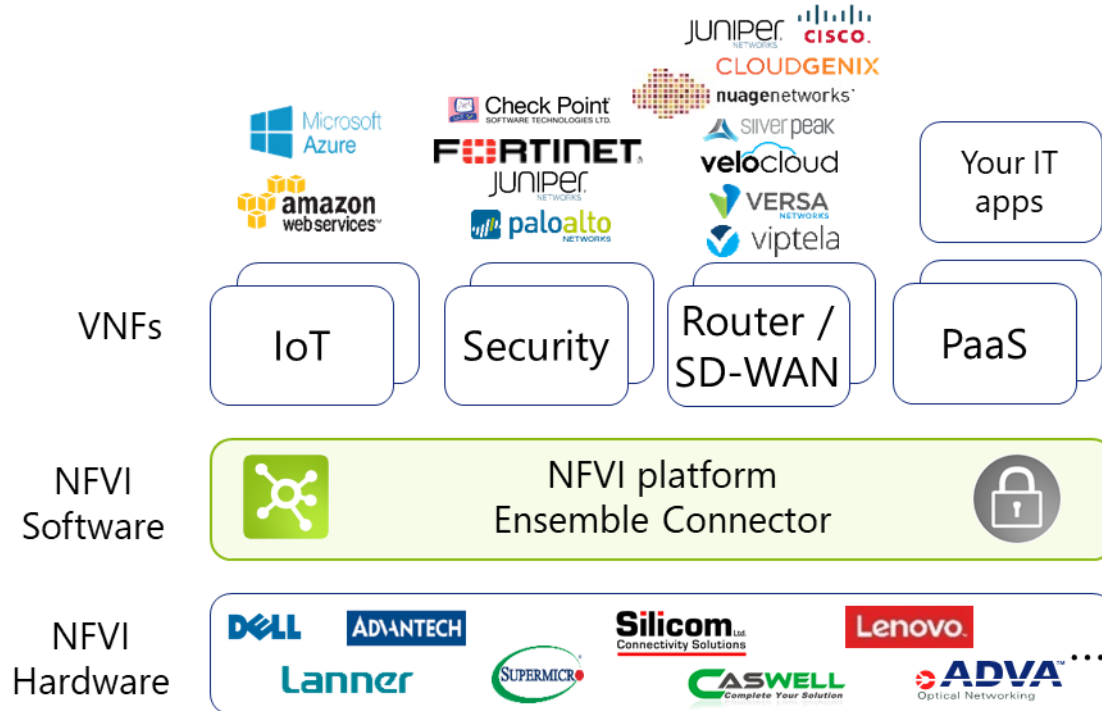 JUNIPER
NETWORKS
CISCO.
CLOUDGENIX
nuagenetworks
Microsoft
Azure
amazon
web services™
Check Point
SOFTWARE TECHNOLOGIES LTD.
FORTINET®
JUNIPER
NETWORKS
paloalto
NETWORKS
silver peak
velocloud
VERSA
NETWORKS
viptela
Your IT
apps
VNFs
IoT
Security
Router /
SD-WAN
PaaS
NFVI
Software
NFVI platform
Ensemble Connector
NFVI
Hardware
DELL
ADVANTECH
Silicom Ltd.
Connectivity Solutions
Lenovo.
Lanner
SUPERMICRO®
CASWELL
Complete Your Solution
ADVA™
Optical Networking
...